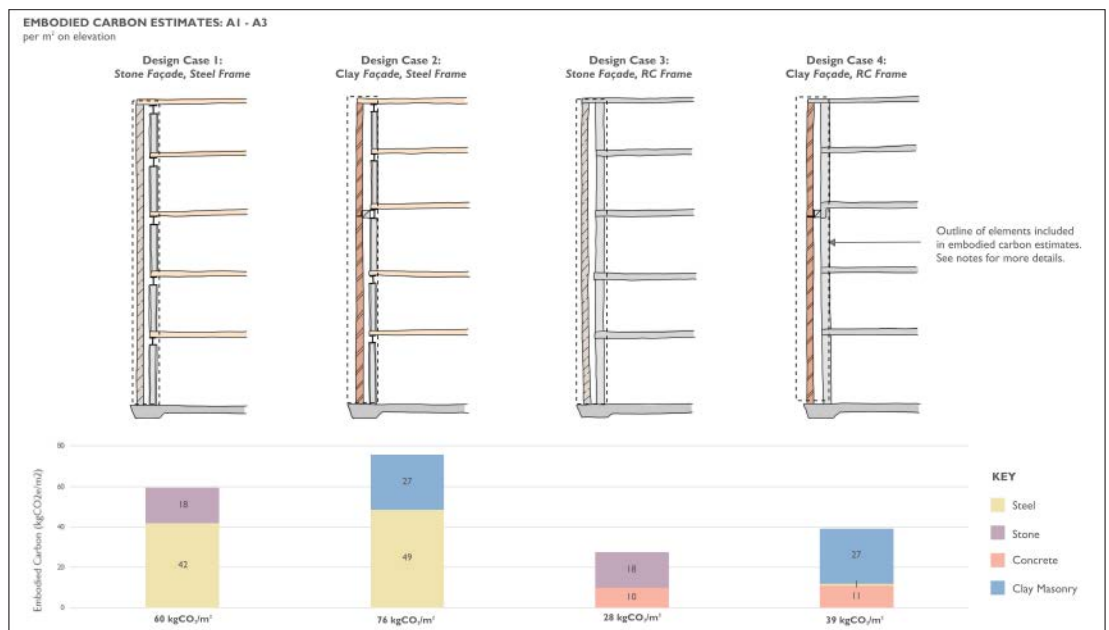 EMBODIED CARBON ESTIMATES: A1 - A3
per m² on elevation
Design Case 1:
Stone Façade, Steel Frame
Design Case 2:
Clay Façade, Steel Frame
Design Case 3:
Stone Façade, RC Frame
Design Case 4:
Clay Façade, RC Frame
Outline of elements included
in embodied carbon estimates.
See notes for more details.
Embodied Carbon (kgCO2e/m2)
80
60
40
20
0
18
42
27
49
18
10
27
1
11
60 kgCO₂/m²
76 kgCO₂/m²
28 kgCO₂/m²
39 kgCO₂/m²
KEY
Steel
Stone
Concrete
Clay Masonry